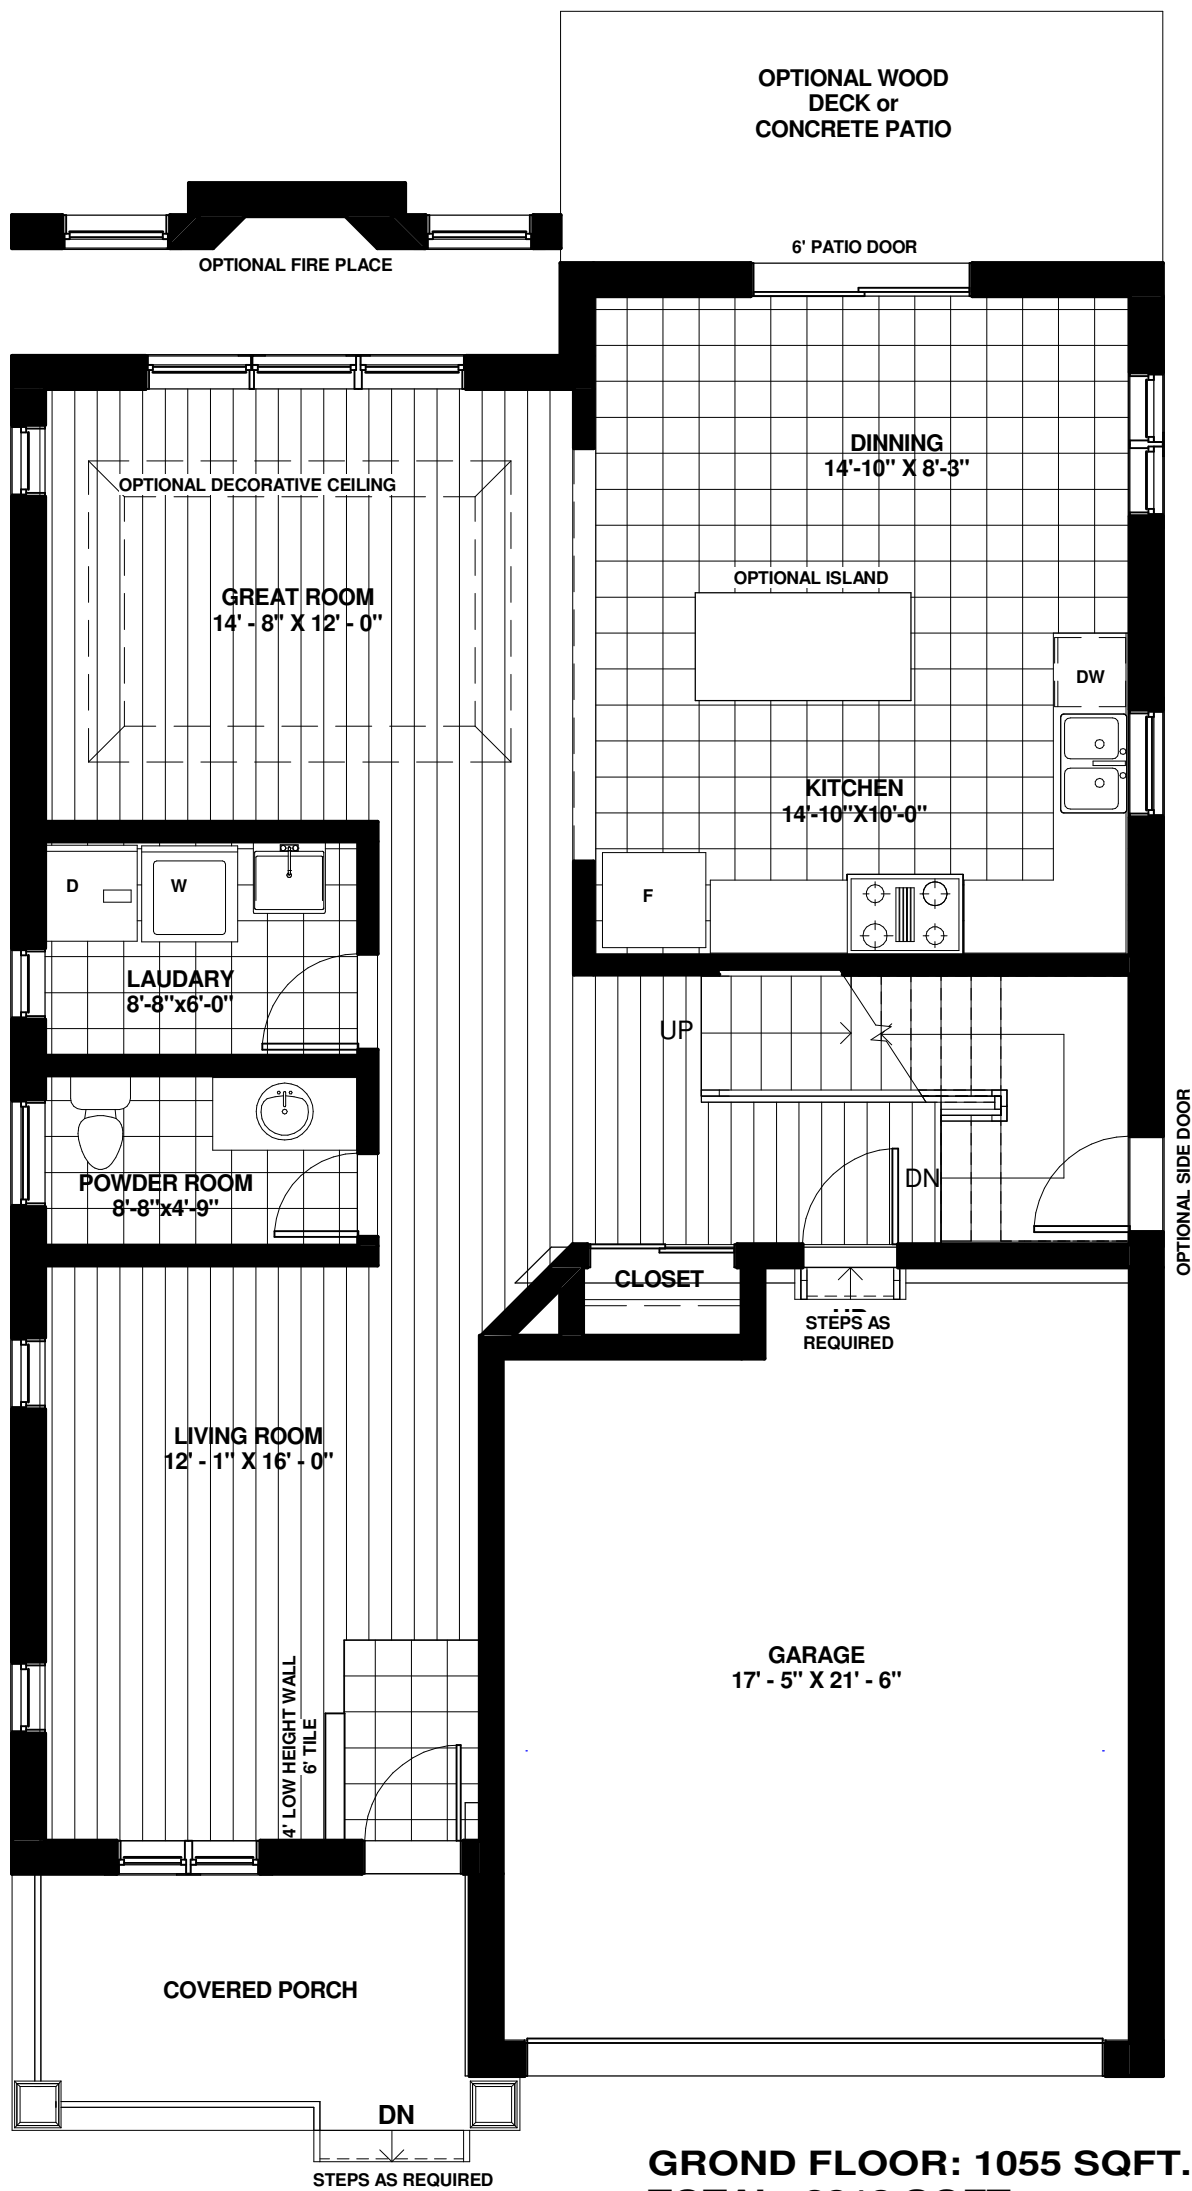 OPTIONAL WOOD
DECK or
CONCRETE PATIO
6' PATIO DOOR
OPTIONAL FIRE PLACE
DINNING
14'-10" X 8'-3"
OPTIONAL DECORATIVE CEILING
OPTIONAL ISLAND
GREAT ROOM
14' - 8" X 12' - 0"
DW
KITCHEN
14'-10"X10'-0"
D
W
F
LAUDARY
8'-8"x6'-0"
UP
POWDER ROOM
8'-8"x4'-9"
DN
OPTIONAL SIDE DOOR
CLOSET
STEPS AS
REQUIRED
LIVING ROOM
12' - 1" X 16' - 0"
GARAGE
17' - 5" X 21' - 6"
4' LOW HEIGHT WALL
6' TILE
COVERED PORCH
DN
STEPS AS REQUIRED
GROND FLOOR: 1055 SQFT.